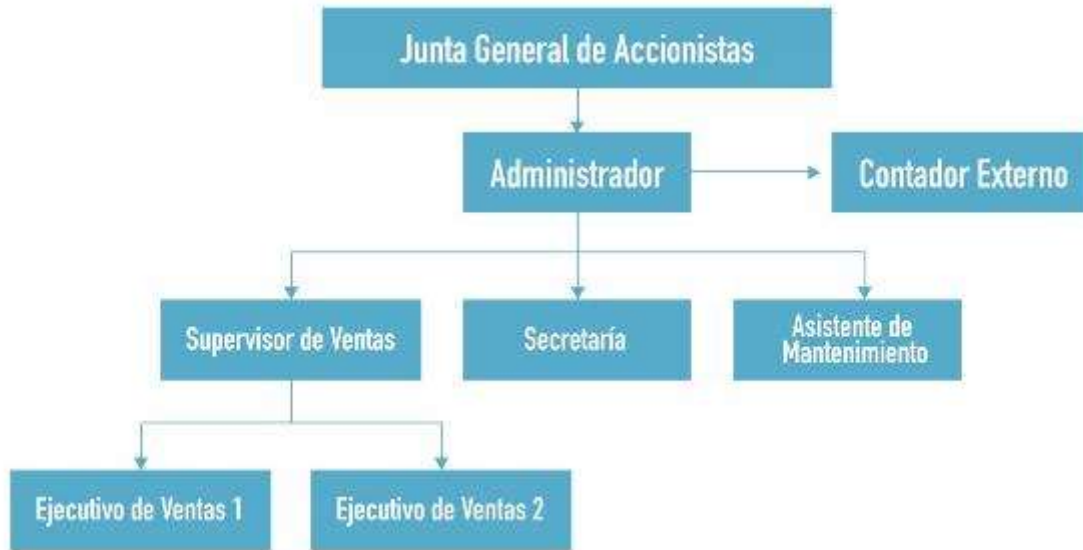 Junta General de Accionistas
Administrador
Contador Externo
Supervisor de Ventas
Secretaría
Asistente de
Mantenimiento
Ejecutivo de Ventas 1
Ejecutivo de Ventas 2